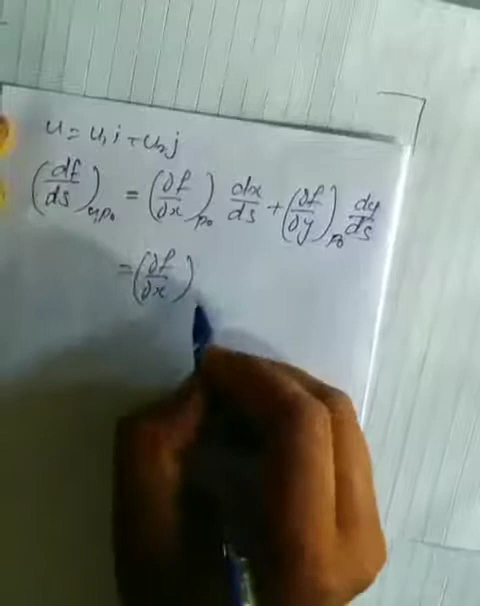 u = u₁i + u₂j
(df/ds)ᵤ,ₚ₀ = (∂f/∂x)ₚ₀ dx/ds + (∂f/∂y)ₚ₀ dy/ds
= (∂f/∂x)